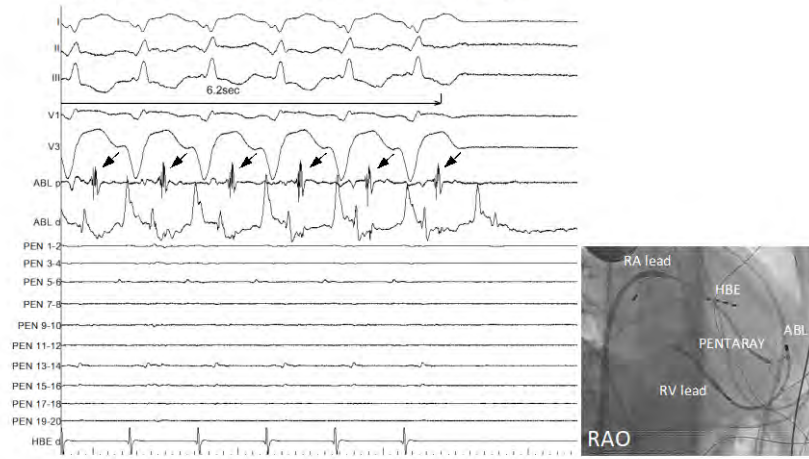 I
II
III
6.2sec
V1
V3
ABL p
ABL d
PEN 1-2
PEN 3-4
PEN 5-6
PEN 7-8
PEN 9-10
PEN 11-12
PEN 13-14
PEN 15-16
PEN 17-18
PEN 19-20
HBE d
RA lead
HBE
ABL
PENTARAY
RV lead
RAO